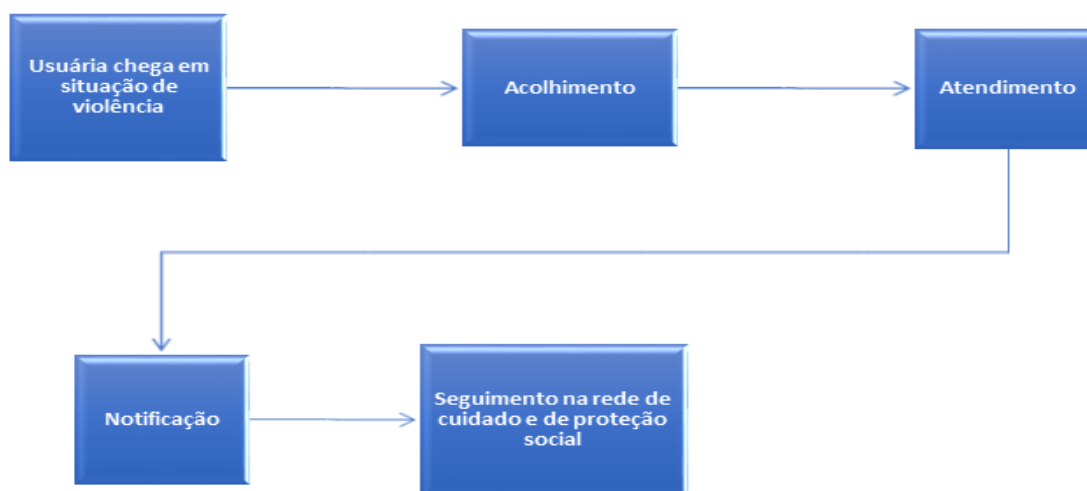 Usuária chega em
situação de
violência
Acolhimento
Atendimento
Notificação
Seguimento na rede de
cuidado e de proteção
social